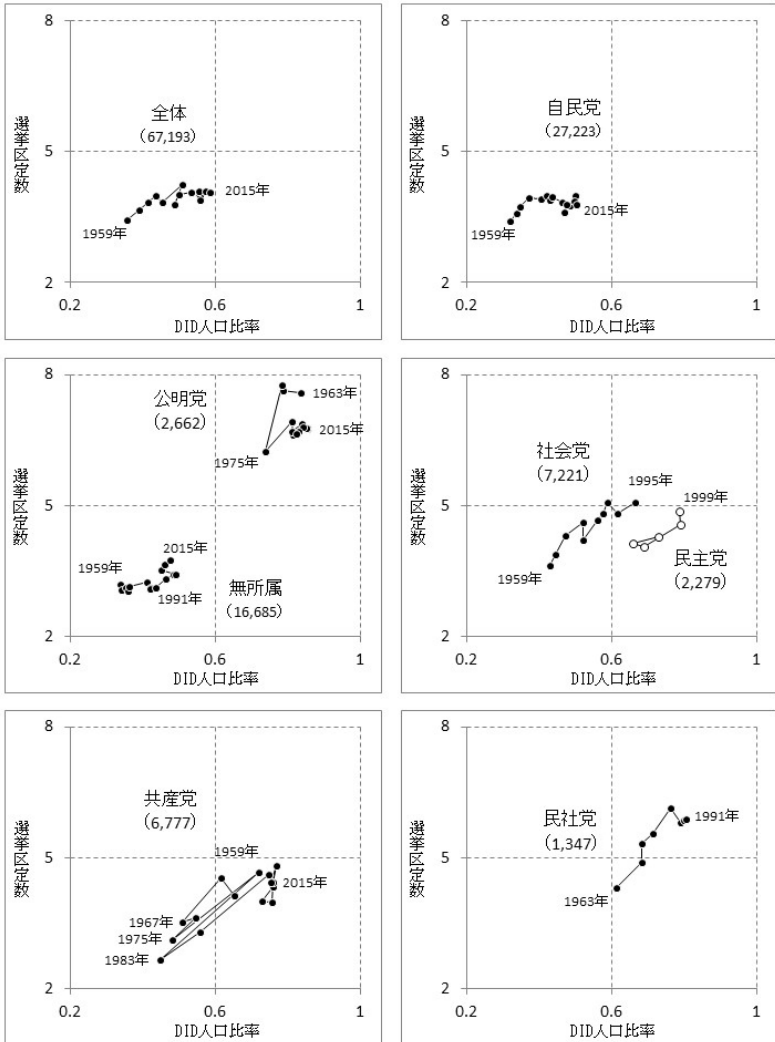 8
5
2
0.2
0.6
1
選挙区定数
DID人口比率
全体
(67,193)
1959年
2015年
8
5
2
0.2
0.6
1
選挙区定数
DID人口比率
自民党
(27,223)
1959年
2015年
8
5
2
0.2
0.6
1
選挙区定数
DID人口比率
公明党
(2,662)
1963年
2015年
1975年
1959年
2015年
1991年
無所属
(16,685)
8
5
2
0.2
0.6
1
選挙区定数
DID人口比率
社会党
(7,221)
1995年
1999年
1959年
民主党
(2,279)
8
5
2
0.2
0.6
1
選挙区定数
DID人口比率
共産党
(6,777)
1959年
2015年
1967年
1975年
1983年
8
5
2
0.2
0.6
1
選挙区定数
DID人口比率
民社党
(1,347)
1991年
1963年